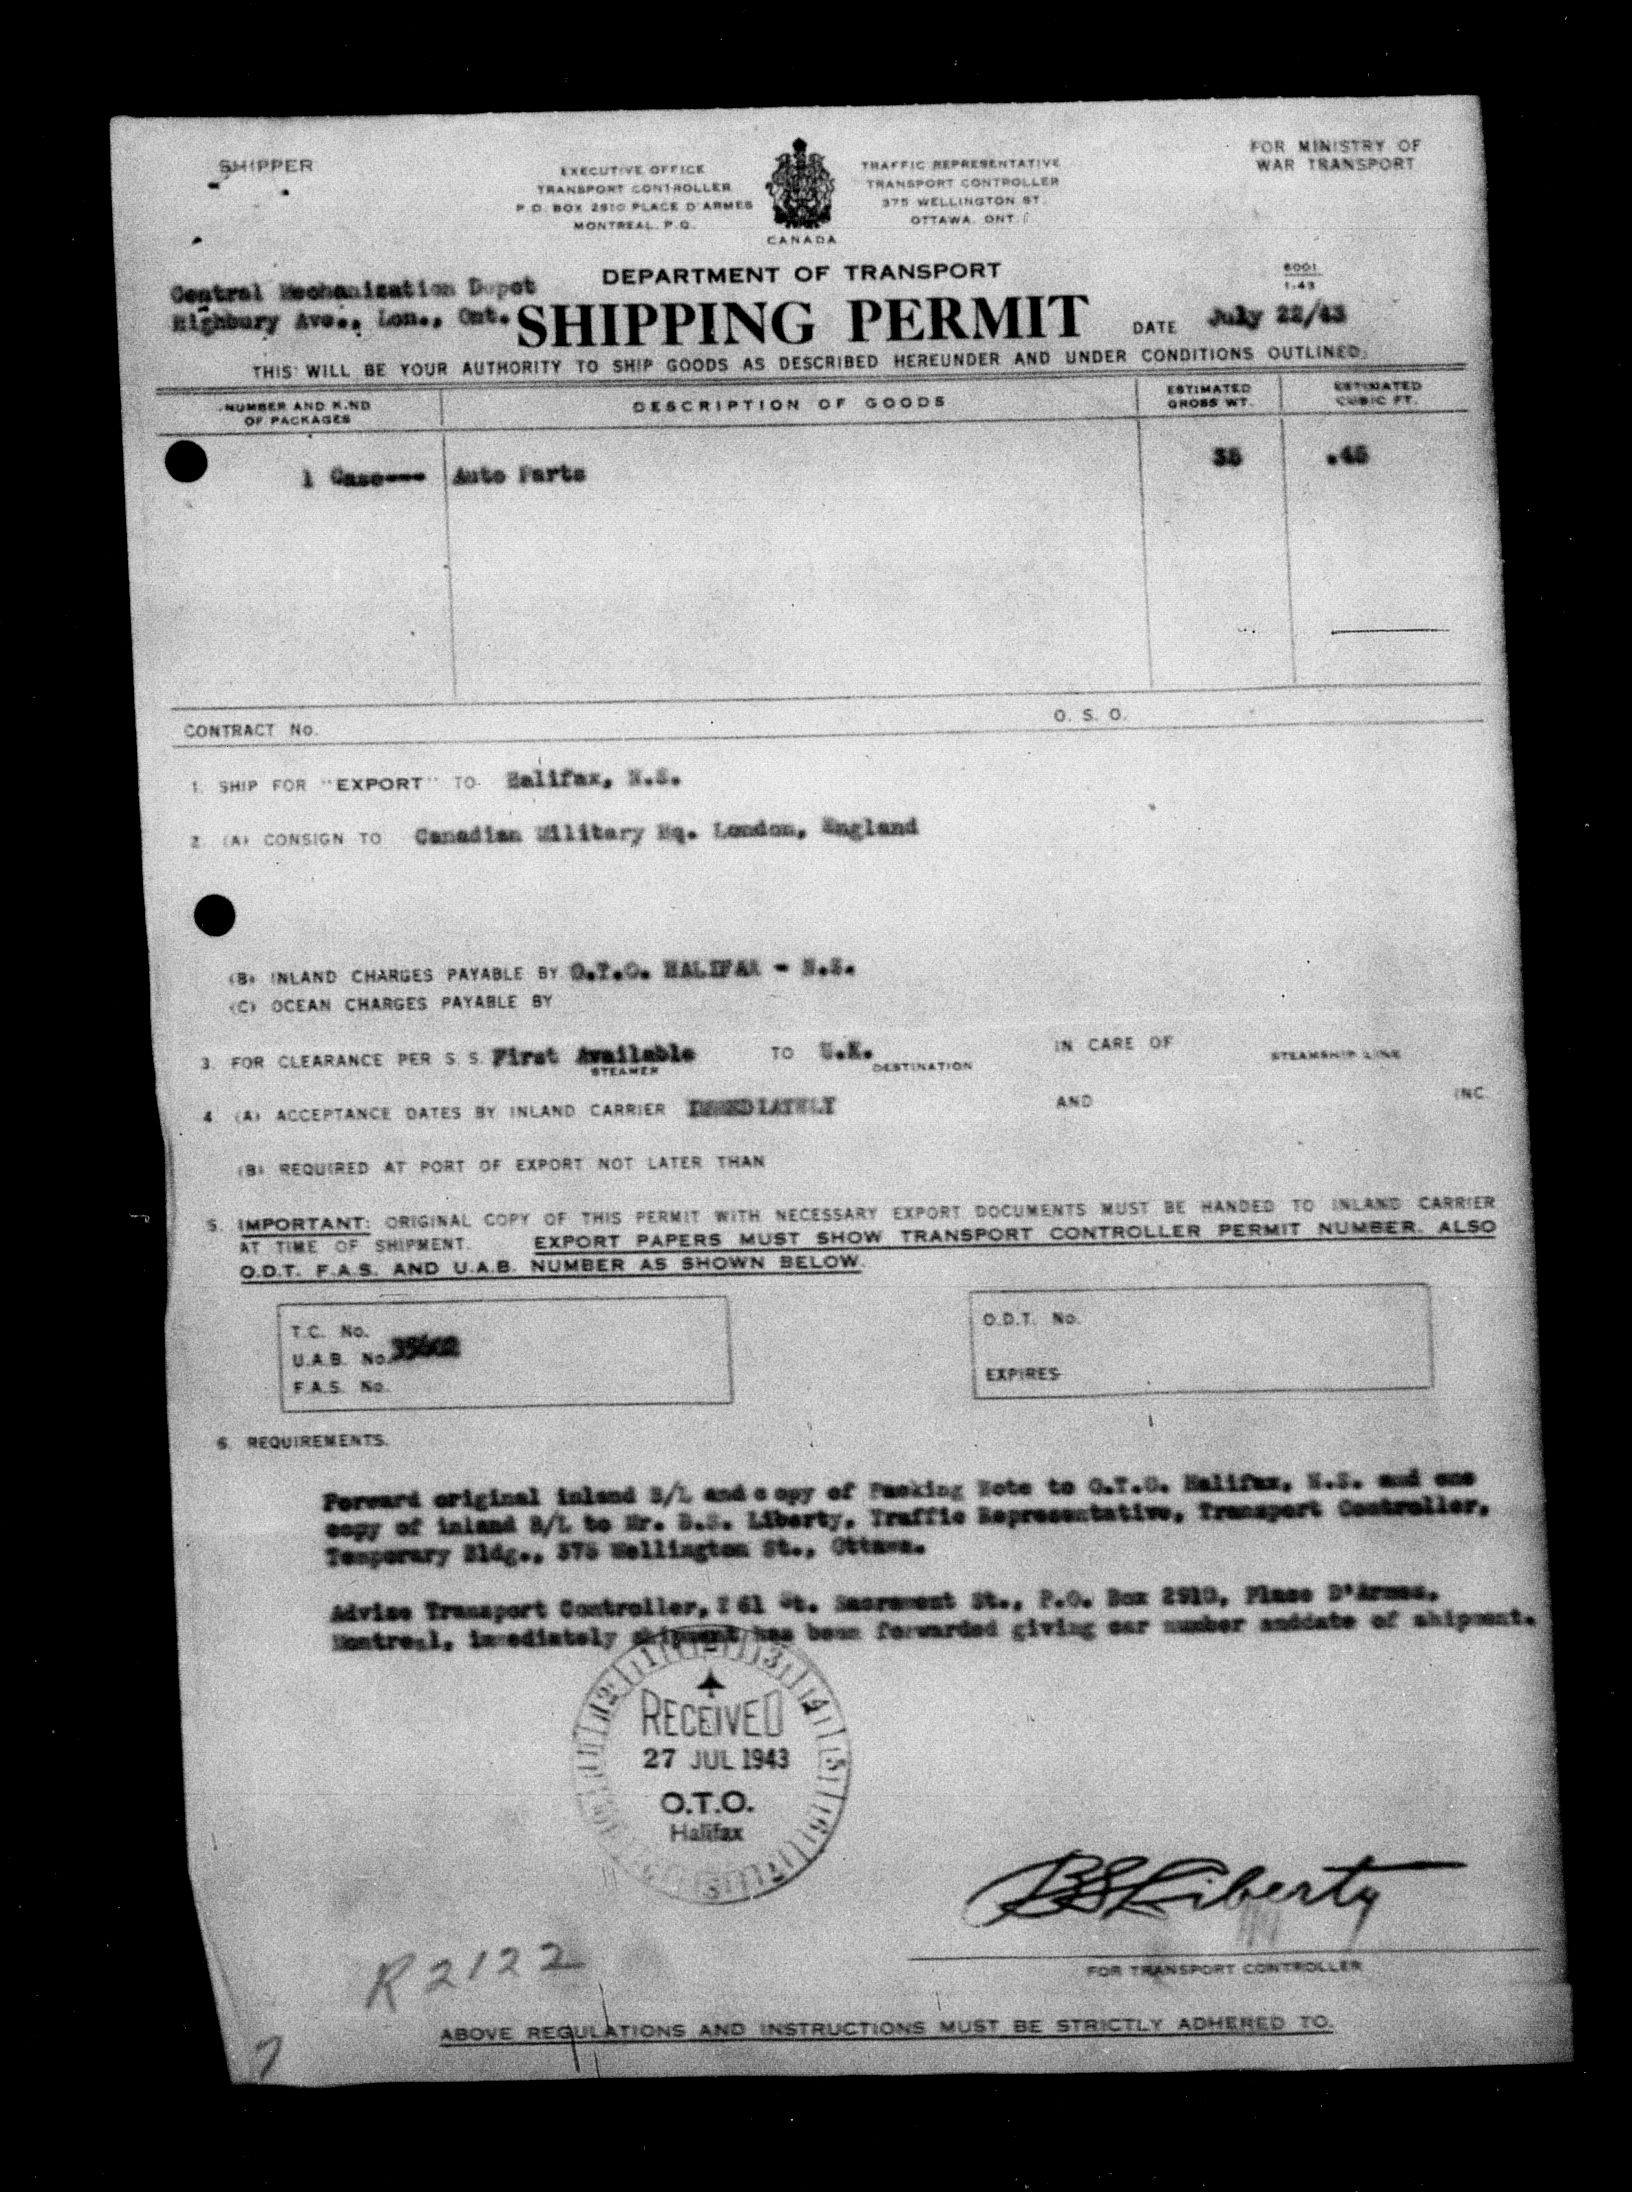 SHIPPER
EXECUTIVE OFFICE
TRANSPORT CONTROLLER
P.O. BOX 2910 PLACE D'ARMES
MONTREAL, P.Q.
CANADA
TRAFFIC REPRESENTATIVE
TRANSPORT CONTROLLER
375 WELLINGTON ST.
OTTAWA, ONT.
FOR MINISTRY OF
WAR TRANSPORT
6001
1-43
Central Mechanization Depot
Highbury Ave., Lon., Ont.
DEPARTMENT OF TRANSPORT
SHIPPING PERMIT
DATE July 22/43
THIS WILL BE YOUR AUTHORITY TO SHIP GOODS AS DESCRIBED HEREUNDER AND UNDER CONDITIONS OUTLINED.
NUMBER AND KIND
OF PACKAGES
DESCRIPTION OF GOODS
ESTIMATED
GROSS WT.
ESTIMATED
CUBIC FT.
1 Case--- Auto Parts
CONTRACT No. O. S. O.
1. SHIP FOR "EXPORT" TO Halifax, N.S.
2. (A) CONSIGN TO Canadian Military Hq. London, England
(B) INLAND CHARGES PAYABLE BY O.T.O. HALIFAX - N.S.
(C) OCEAN CHARGES PAYABLE BY
3. FOR CLEARANCE PER S. S. First Available TO U.K. IN CARE OF
STEAMER DESTINATION STEAMSHIP LINE
4. (A) ACCEPTANCE DATES BY INLAND CARRIER IMMEDIATELY AND INC.
(B) REQUIRED AT PORT OF EXPORT NOT LATER THAN
5. IMPORTANT: ORIGINAL COPY OF THIS PERMIT WITH NECESSARY EXPORT DOCUMENTS MUST BE HANDED TO INLAND CARRIER
AT TIME OF SHIPMENT. EXPORT PAPERS MUST SHOW TRANSPORT CONTROLLER PERMIT NUMBER. ALSO
O.D.T. F.A.S. AND U.A.B. NUMBER AS SHOWN BELOW.
T.C. No.
U.A.B. No.
F.A.S. No.
O.D.T. No.
EXPIRES
6. REQUIREMENTS.
Forward original inland B/L and copy of Packing Note to O.T.O. Halifax, N.S. and one
copy of inland B/L to Mr. B.S. Liberty, Traffic Representative, Transport Controller,
Temporary Bldg., 375 Wellington St., Ottawa.
Advise Transport Controller, St. Sacrament St., P.O. Box 2910, Place D'Armes,
Montreal, immediately shipment has been forwarded giving car number anddate of shipment.
RECEIVED
27 JUL 1943
O.T.O.
Halifax
BS Liberty
FOR TRANSPORT CONTROLLER
R2122
ABOVE REGULATIONS AND INSTRUCTIONS MUST BE STRICTLY ADHERED TO.
7